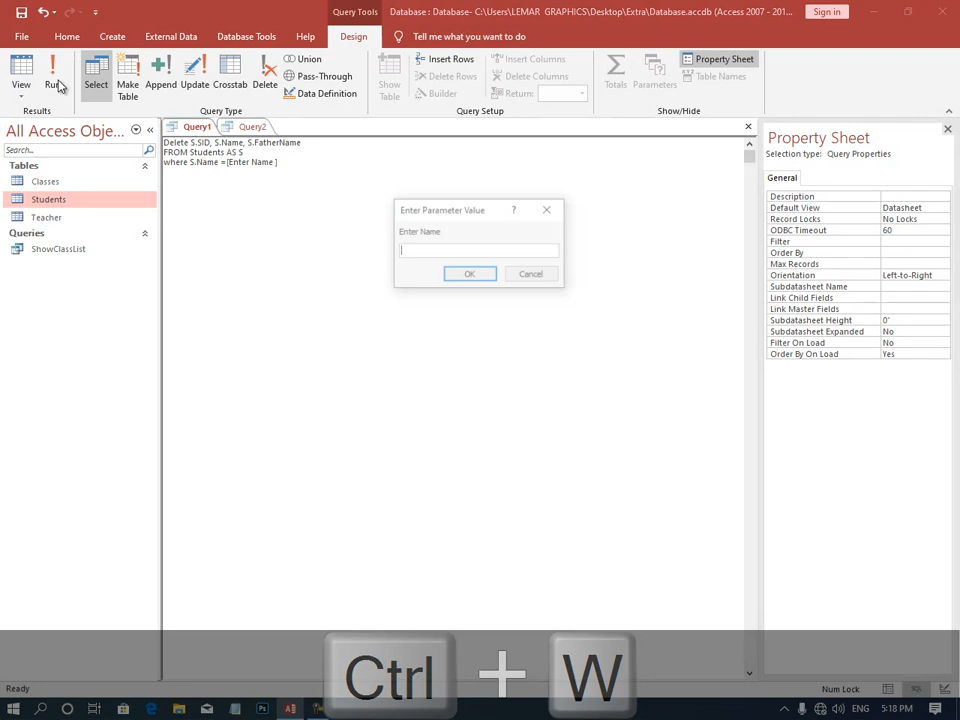 Query Tools
Database : Database- C:\Users\LEMAR GRAPHICS\Desktop\Extra\Database.accdb (Access 2007 - 201...
Sign in
File
Home
Create
External Data
Database Tools
Help
Design
Tell me what you want to do
View
Run
Select
Make Table
Append
Update
Crosstab
Delete
Union
Pass-Through
Data Definition
Show Table
Insert Rows
Delete Rows
Builder
Insert Columns
Delete Columns
Return:
Totals
Parameters
Property Sheet
Table Names
Results
Query Type
Query Setup
Show/Hide
All Access Obje...
Search...
Tables
Classes
Students
Teacher
Queries
ShowClassList
Query1
Query2
Delete S.SID, S.Name, S.FatherName
FROM Students AS S
where S.Name =[Enter Name ]
Enter Parameter Value
?
Enter Name
OK
Cancel
Property Sheet
Selection type: Query Properties
General
Description
Default View Datasheet
Record Locks No Locks
ODBC Timeout 60
Filter
Order By
Max Records
Orientation Left-to-Right
Subdatasheet Name
Link Child Fields
Link Master Fields
Subdatasheet Height 0"
Subdatasheet Expanded No
Filter On Load No
Order By On Load Yes
Ctrl + W
Ready
Num Lock
SQL
ENG
5:18 PM